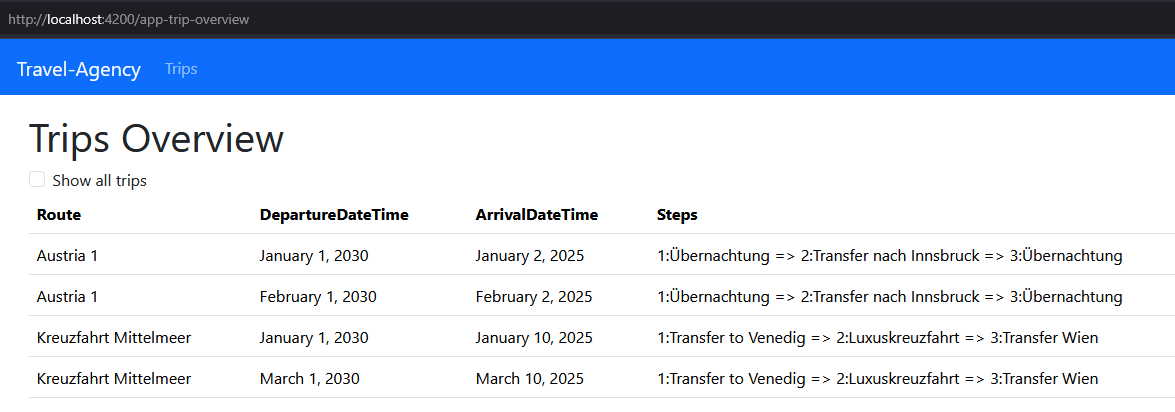 http://localhost:4200/app-trip-overview
Travel-Agency Trips
Trips Overview
Show all trips
Route DepartureDateTime ArrivalDateTime Steps
Austria 1 January 1, 2030 January 2, 2025 1:Übernachtung => 2:Transfer nach Innsbruck => 3:Übernachtung
Austria 1 February 1, 2030 February 2, 2025 1:Übernachtung => 2:Transfer nach Innsbruck => 3:Übernachtung
Kreuzfahrt Mittelmeer January 1, 2030 January 10, 2025 1:Transfer to Venedig => 2:Luxuskreuzfahrt => 3:Transfer Wien
Kreuzfahrt Mittelmeer March 1, 2030 March 10, 2025 1:Transfer to Venedig => 2:Luxuskreuzfahrt => 3:Transfer Wien